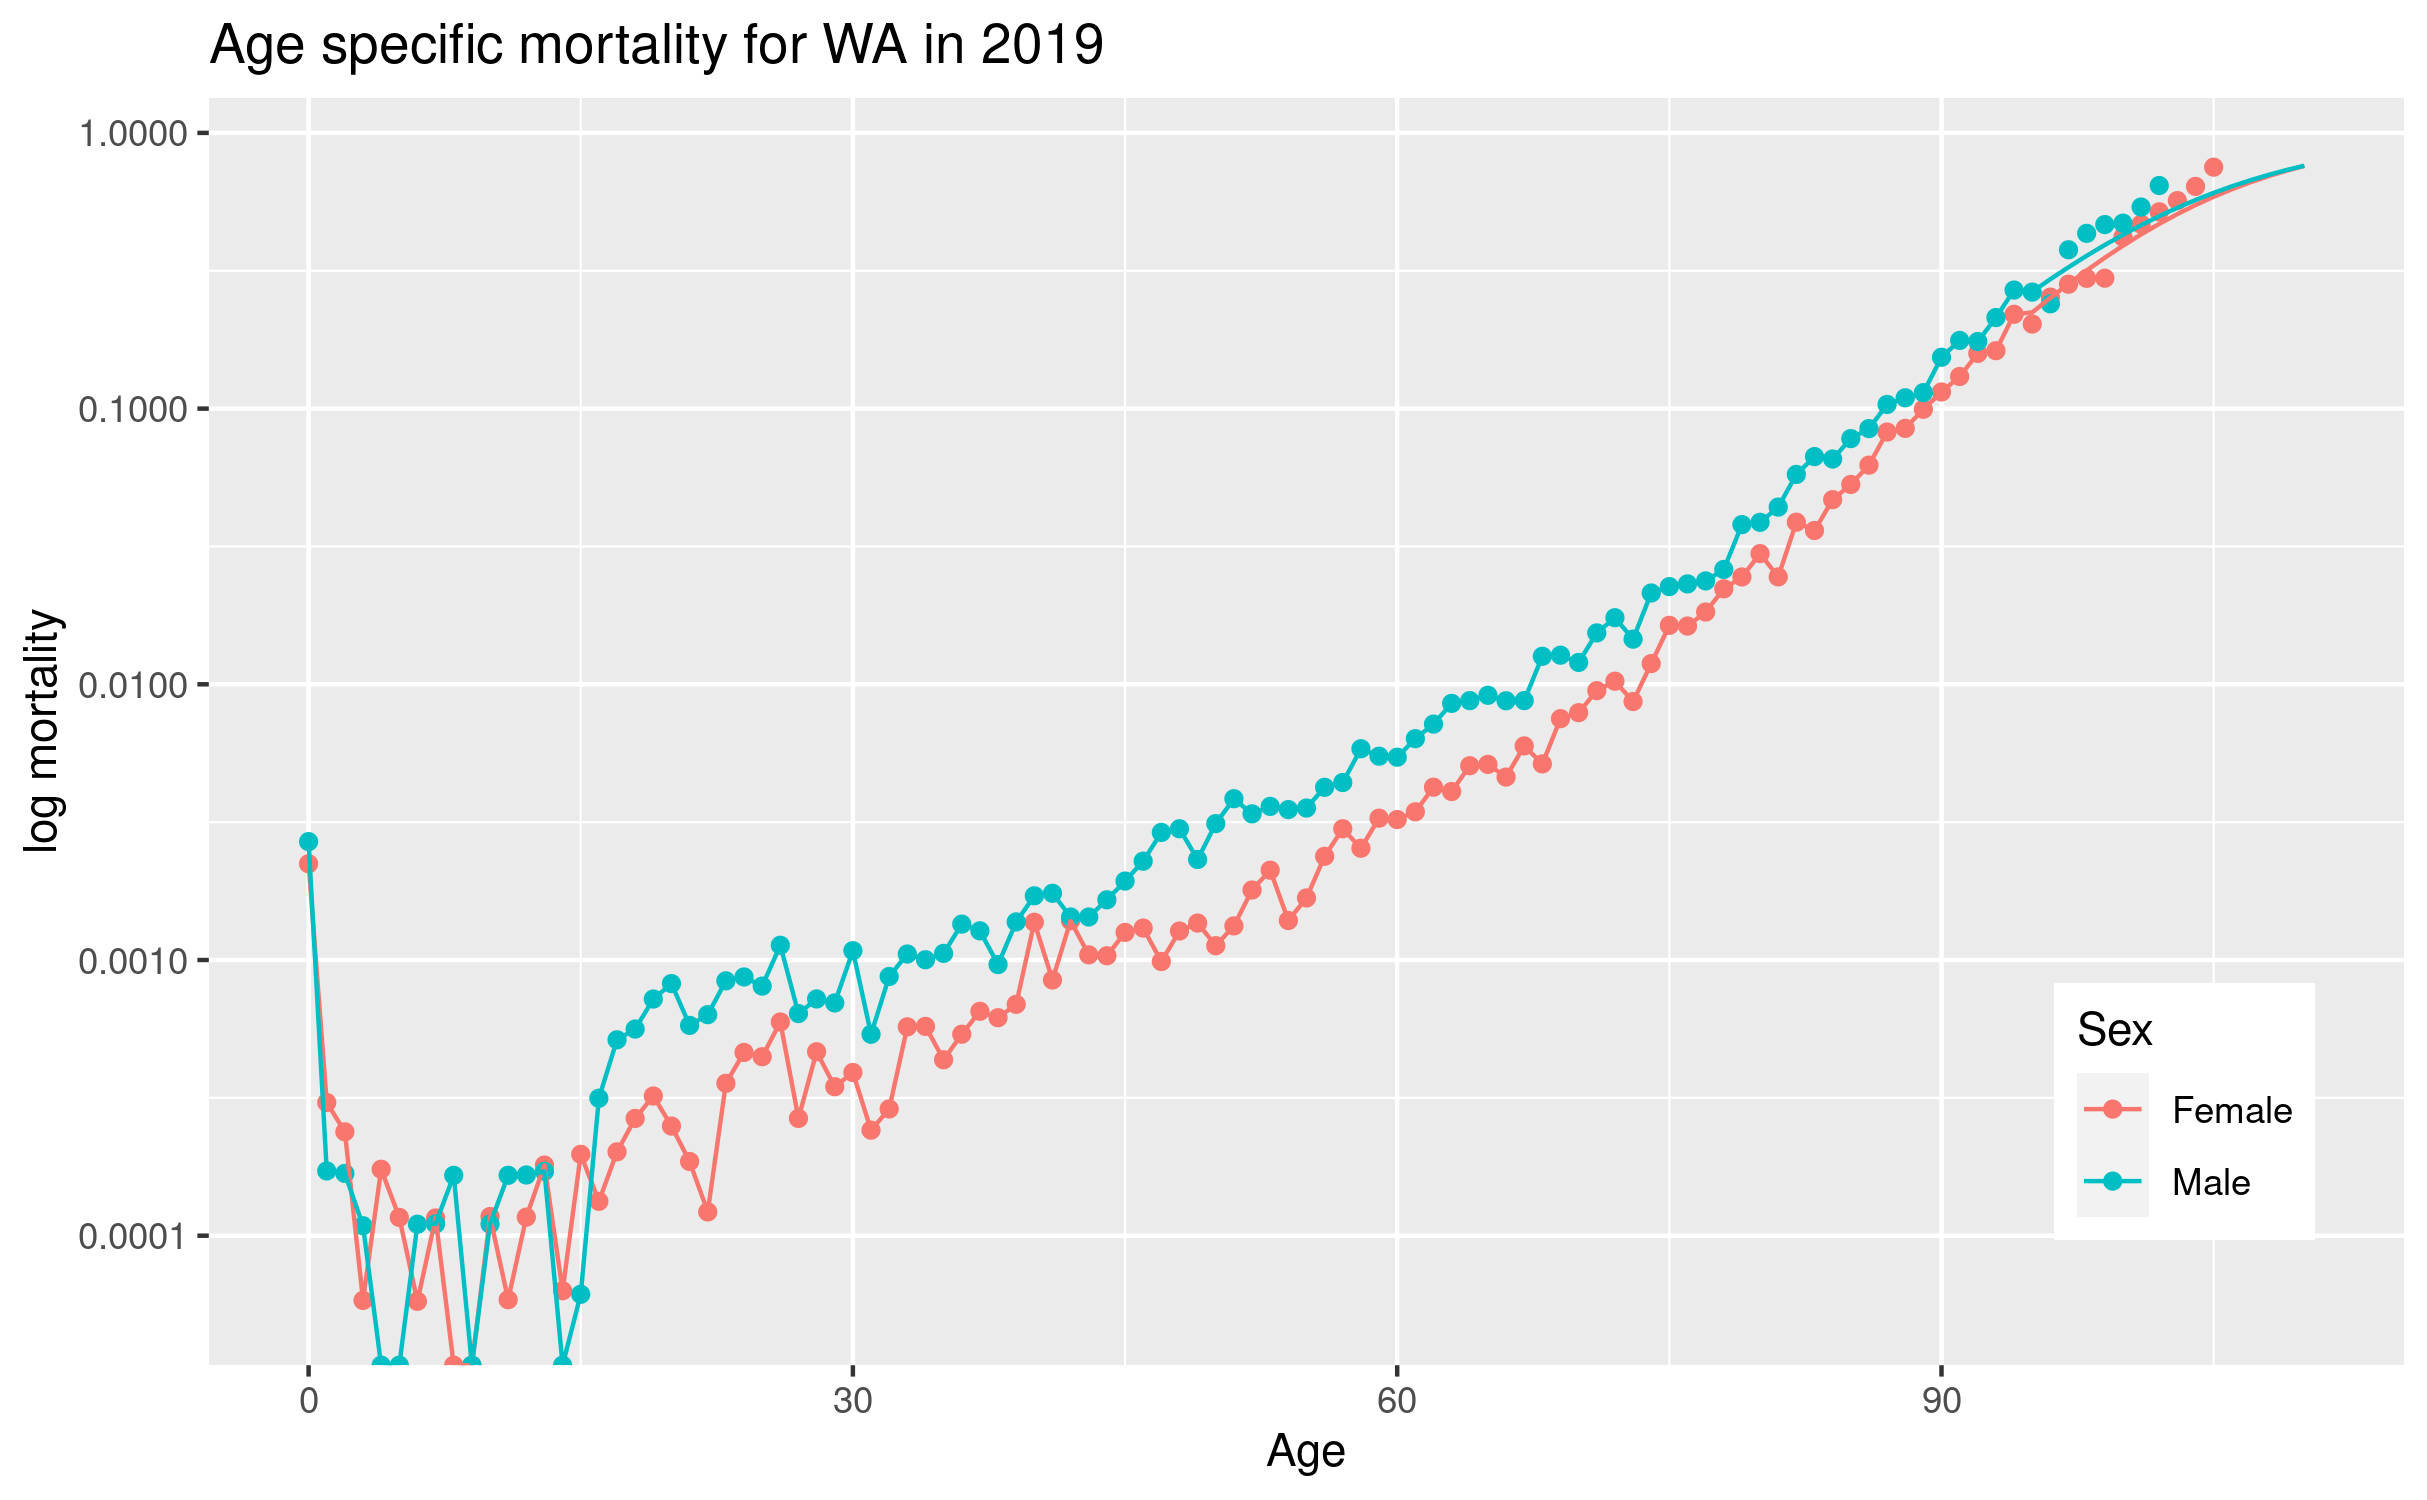 Age specific mortality for WA in 2019
log mortality
1.0000
0.1000
0.0100
0.0010
0.0001
0
30
60
90
Age
Sex
Female
Male